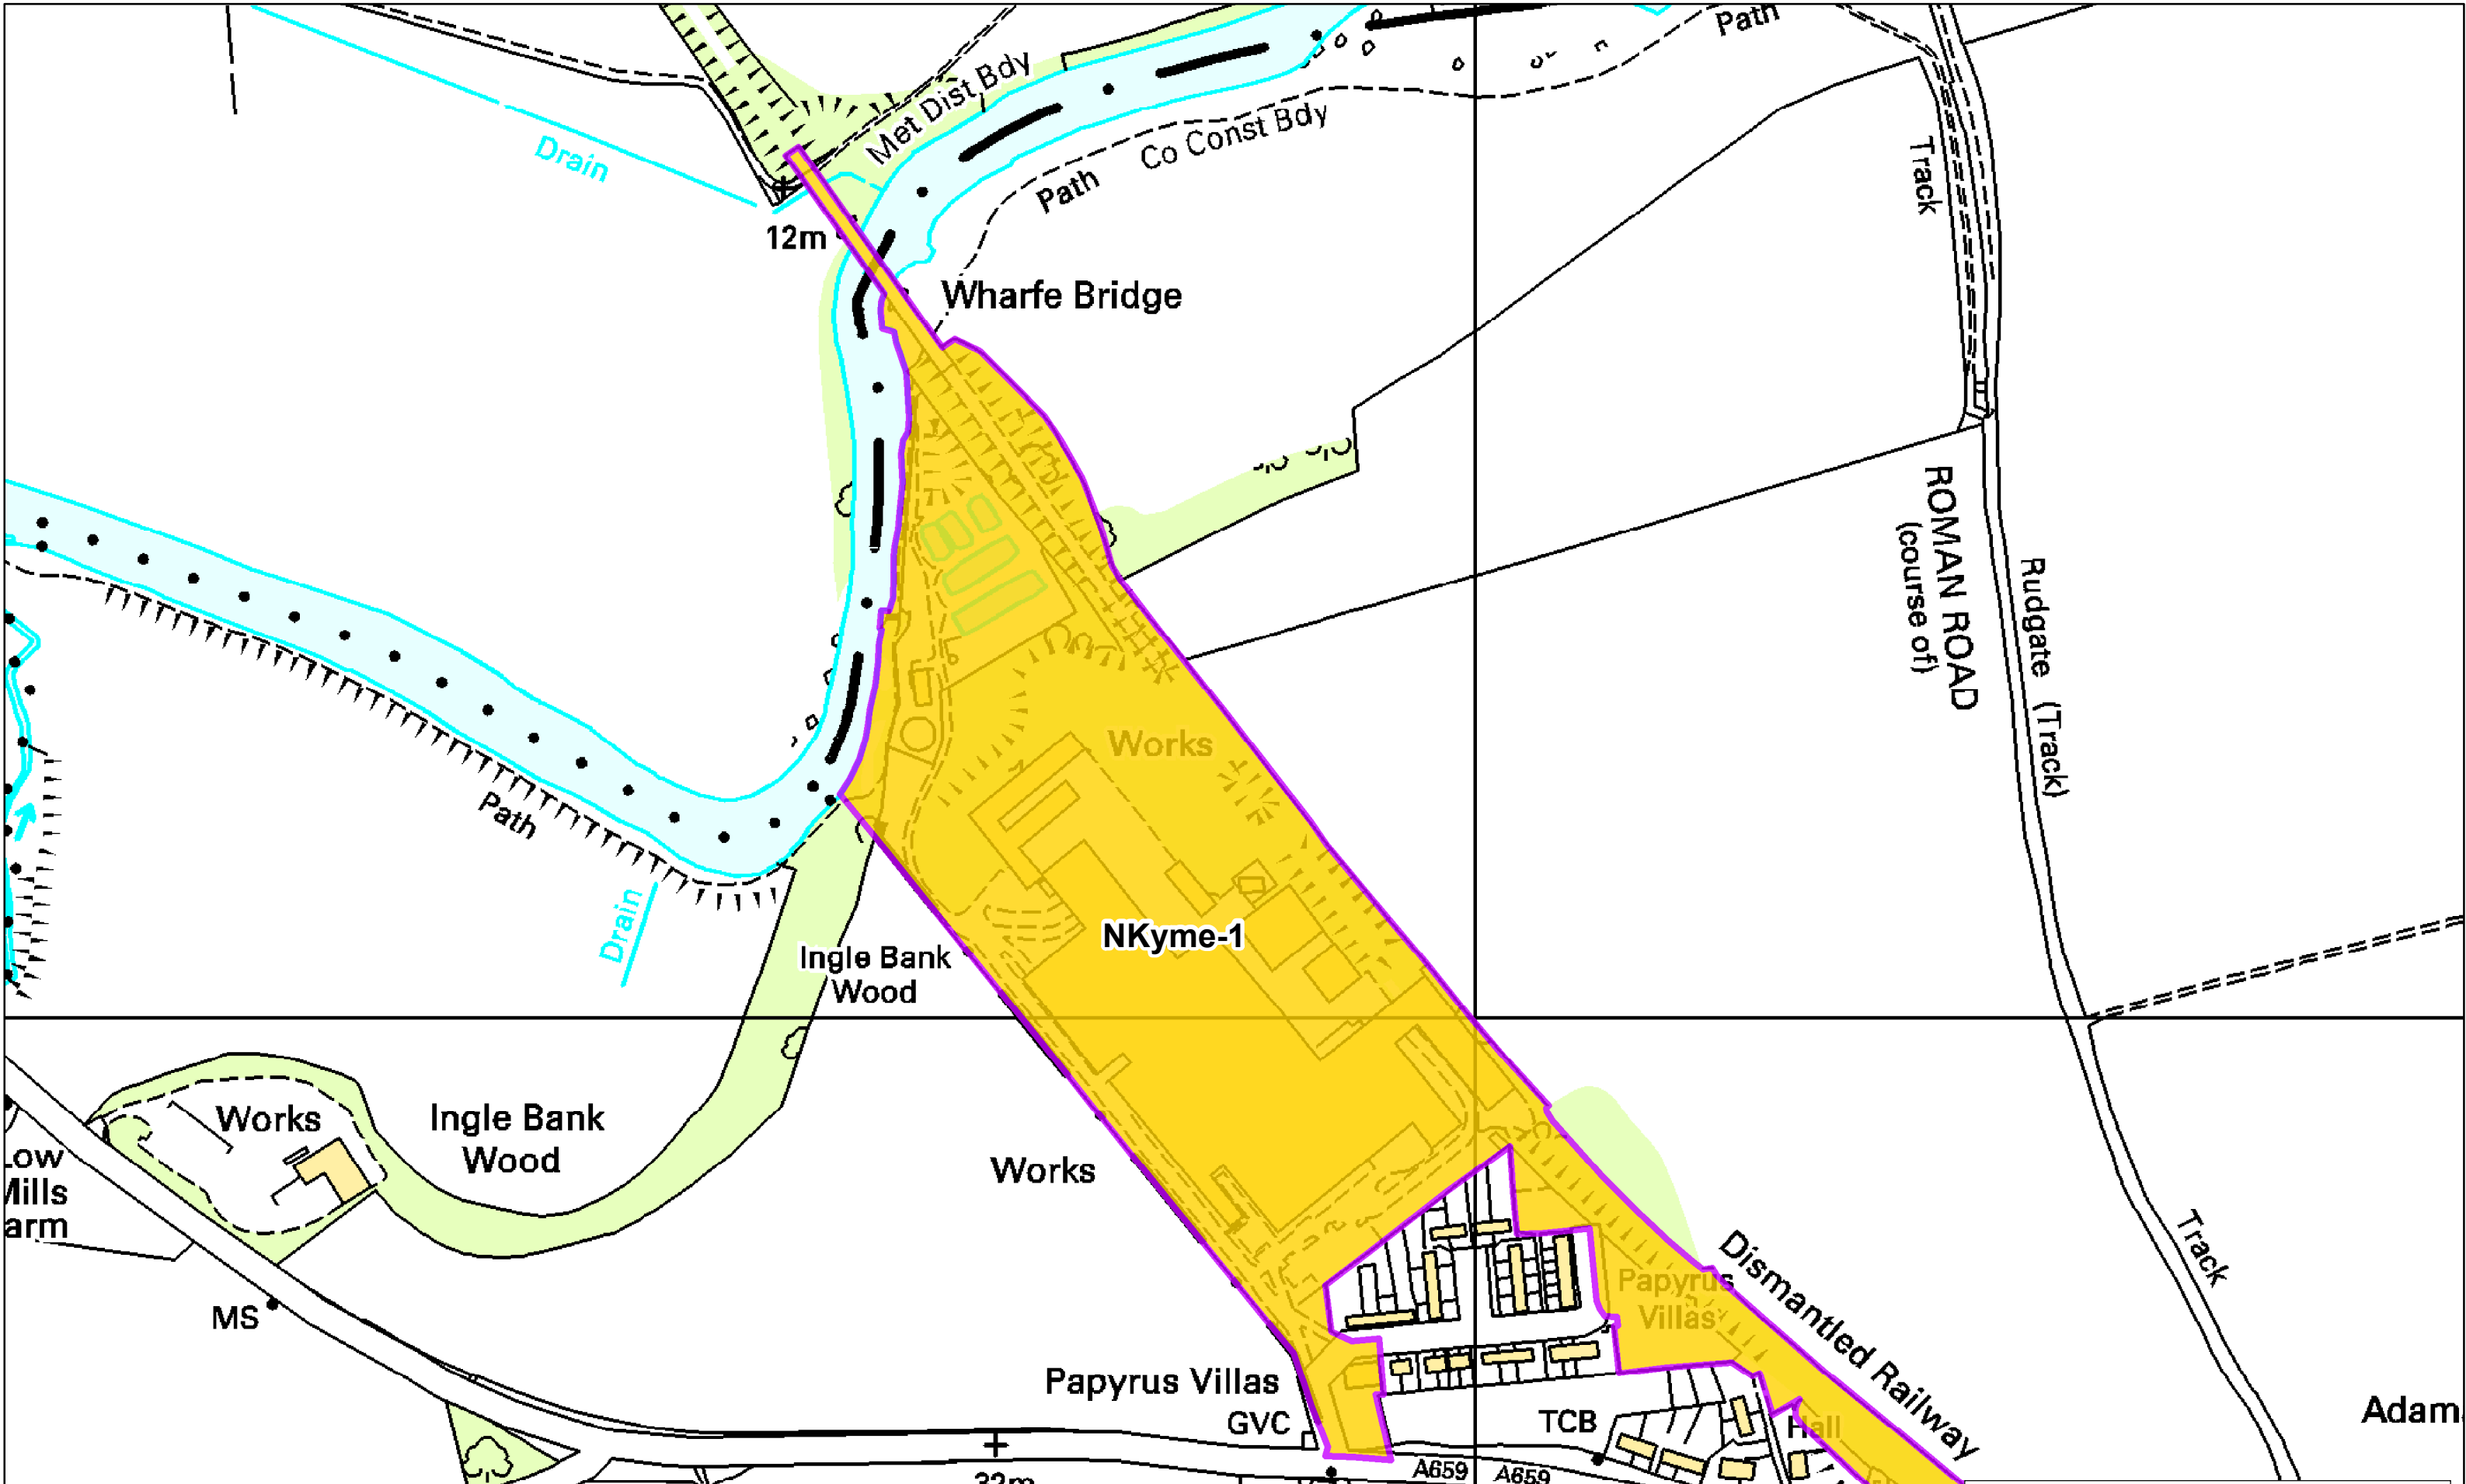 Path
Met Dist Bdy
Co Const Bdy
Drain
Path
Track
12m
Wharfe Bridge
ROMAN ROAD
(course of)
Rudgate (Track)
Works
Path
Drain
NKyme-1
Ingle Bank
Wood
Works
Ingle Bank
Wood
Works
Low
Mills
arm
Track
Dismantled Railway
Papyrus
Villas
MS
Papyrus Villas
GVC
TCB
Hall
Adam
A659
A659
32m